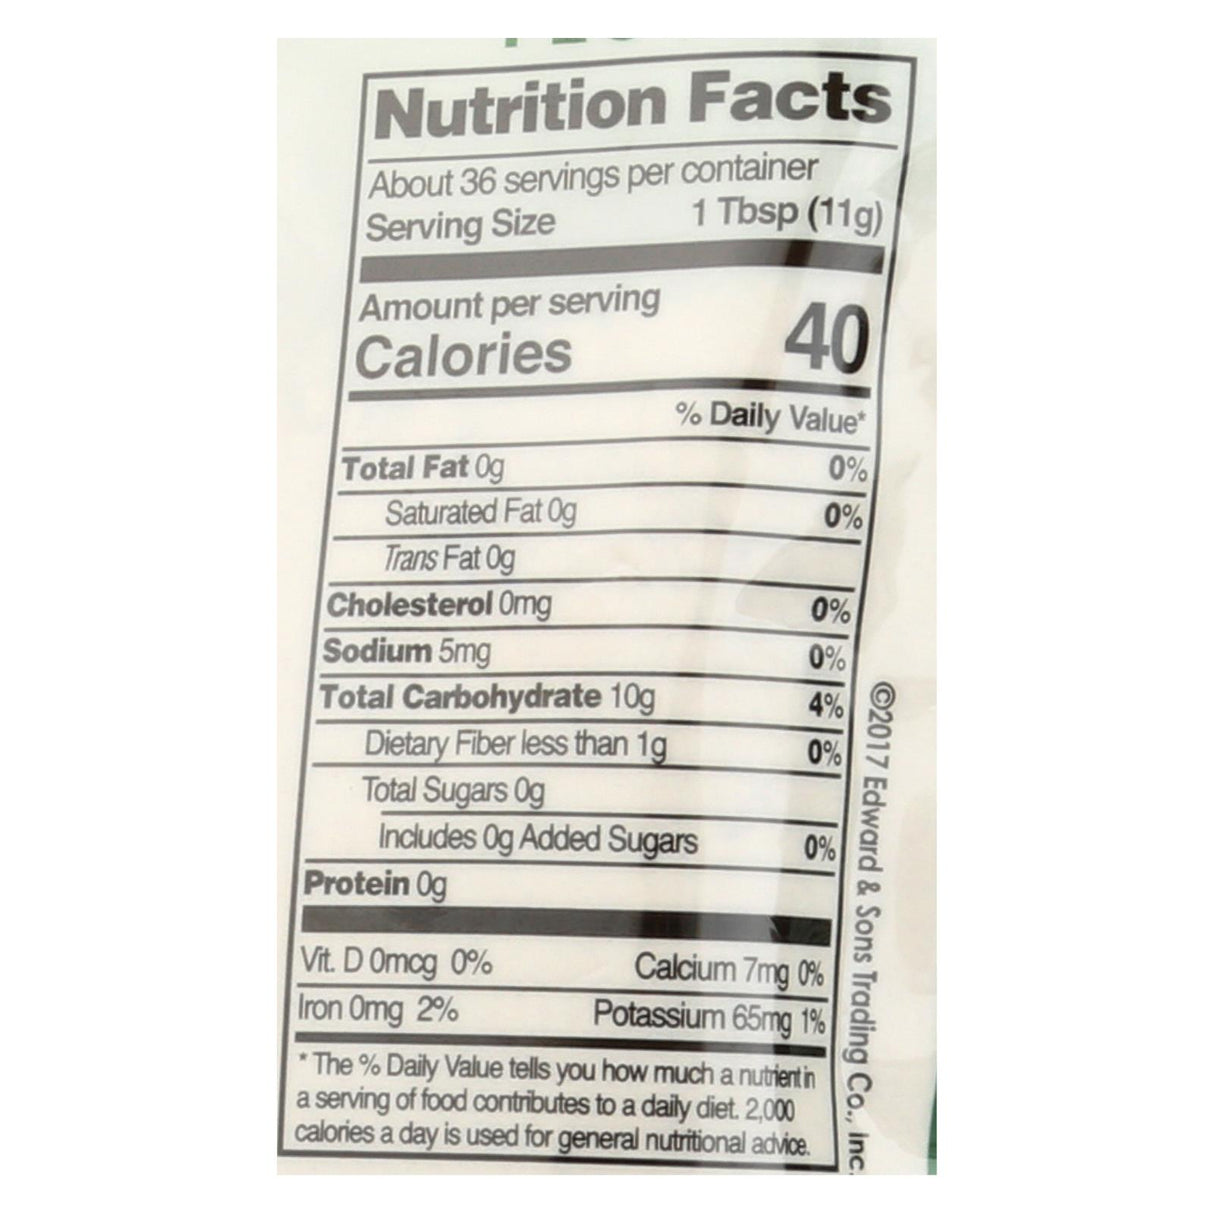 Nutrition Facts
About 36 servings per container
Serving Size 1 Tbsp (11g)
Amount per serving
Calories 40
% Daily Value*
Total Fat 0g 0%
Saturated Fat 0g 0%
Trans Fat 0g
Cholesterol 0mg 0%
Sodium 5mg 0%
Total Carbohydrate 10g 4%
Dietary Fiber less than 1g 0%
Total Sugars 0g
Includes 0g Added Sugars 0%
Protein 0g
Vit. D 0mcg 0% Calcium 7mg 0%
Iron 0mg 2% Potassium 65mg 1%
* The % Daily Value tells you how much a nutrient in
a serving of food contributes to a daily diet. 2,000
calories a day is used for general nutritional advice.
©2017 Edward & Sons Trading Co., Inc.